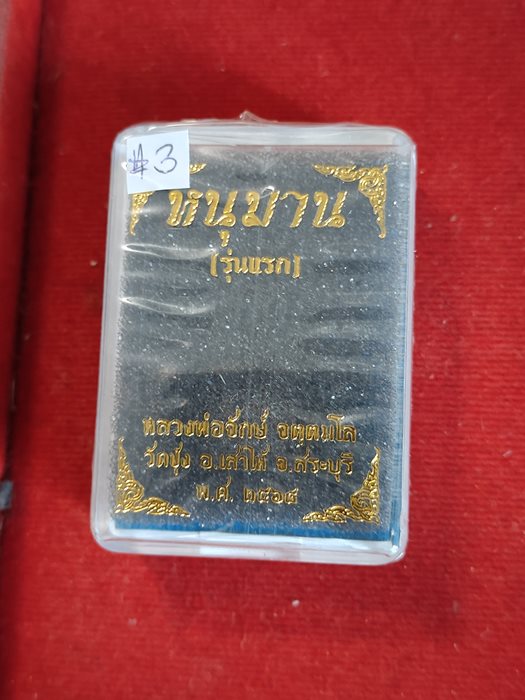 #3
หนุมาน
(รุ่นแรก)
หลวงพ่อจักษ์ อตฺตมโล
วัดชุ้ง อ.เสาไห้ จ.สระบุรี
พ.ศ. ๒๕๖๕